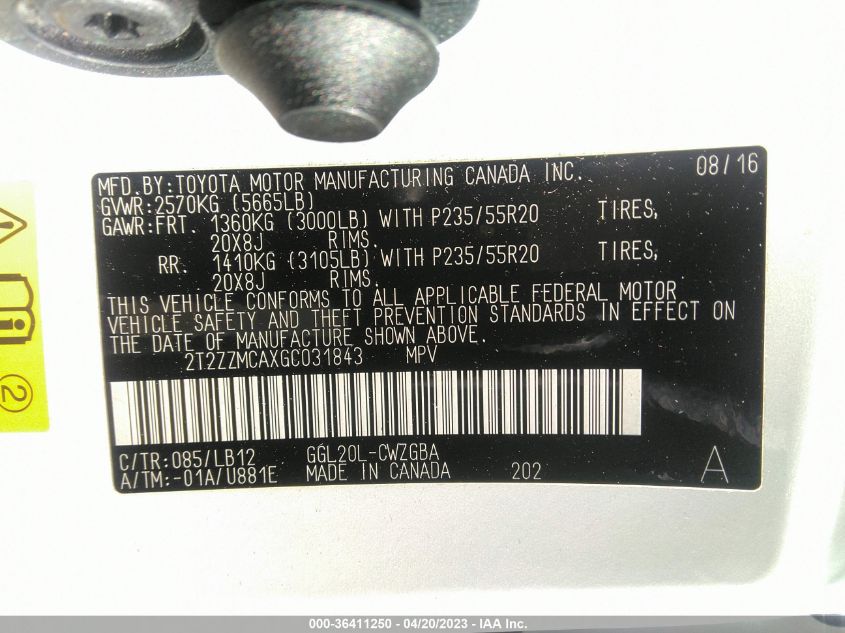 MFD.BY:TOYOTA MOTOR MANUFACTURING CANADA INC. 08/16
GVWR:2570KG (5665LB)
GAWR:FRT. 1360KG (3000LB) WITH P235/55R20 TIRES,
20X8J RIMS.
RR. 1410KG (3105LB) WITH P235/55R20 TIRES,
20X8J RIMS.
THIS VEHICLE CONFORMS TO ALL APPLICABLE FEDERAL MOTOR
VEHICLE SAFETY AND THEFT PREVENTION STANDARDS IN EFFECT ON
THE DATE OF MANUFACTURE SHOWN ABOVE.
2T2ZZMCAXGC031843 MPV
C/TR:085/LB12 GGL20L-CWZGBA
A/TM:-01A/U881E MADE IN CANADA 202 A
2
000-36411250 - 04/20/2023 - IAA Inc.